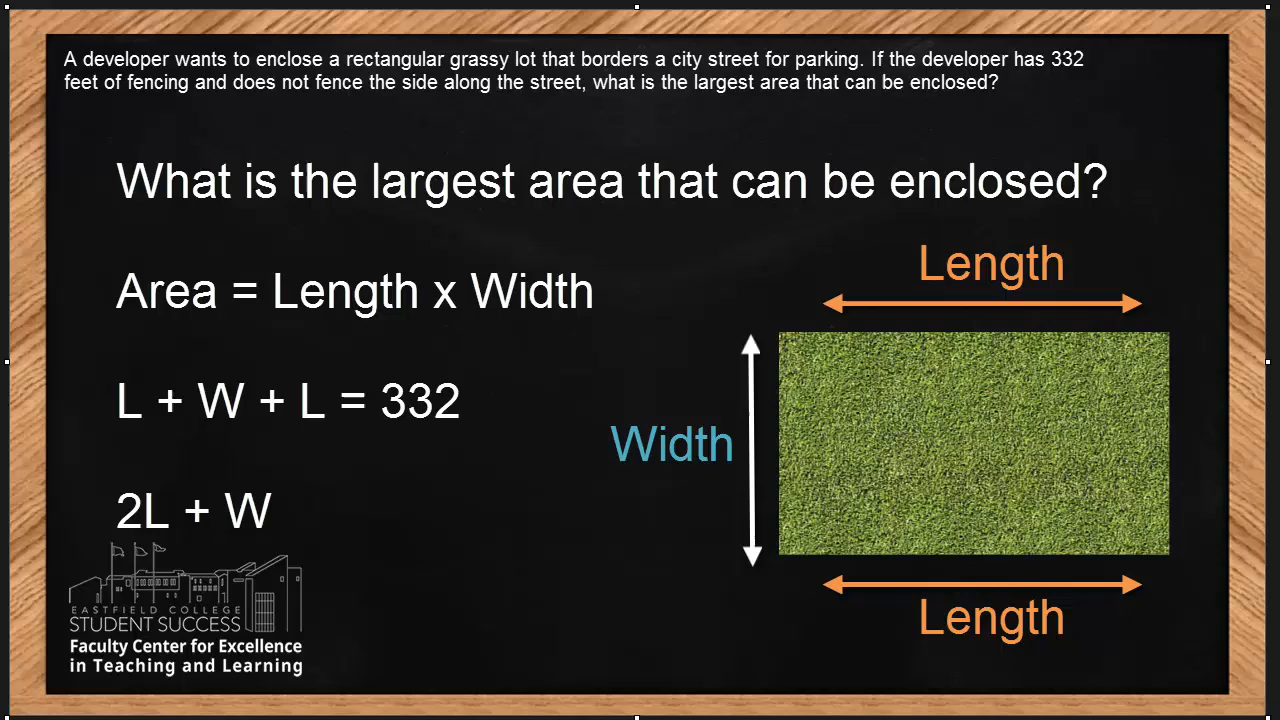 A developer wants to enclose a rectangular grassy lot that borders a city street for parking. If the developer has 332
feet of fencing and does not fence the side along the street, what is the largest area that can be enclosed?
What is the largest area that can be enclosed?
Area = Length x Width
L + W + L = 332
2L + W
Length
Width
Length
EASTFIELD COLLEGE
STUDENT SUCCESS
Faculty Center for Excellence
in Teaching and Learning